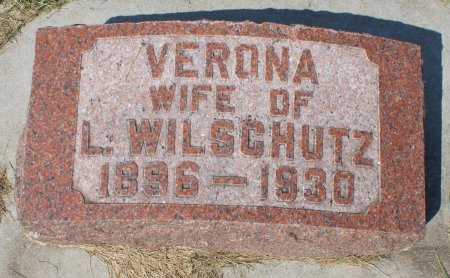 VERONA
WIFE OF
L. WILSCHUTZ
1896 – 1930